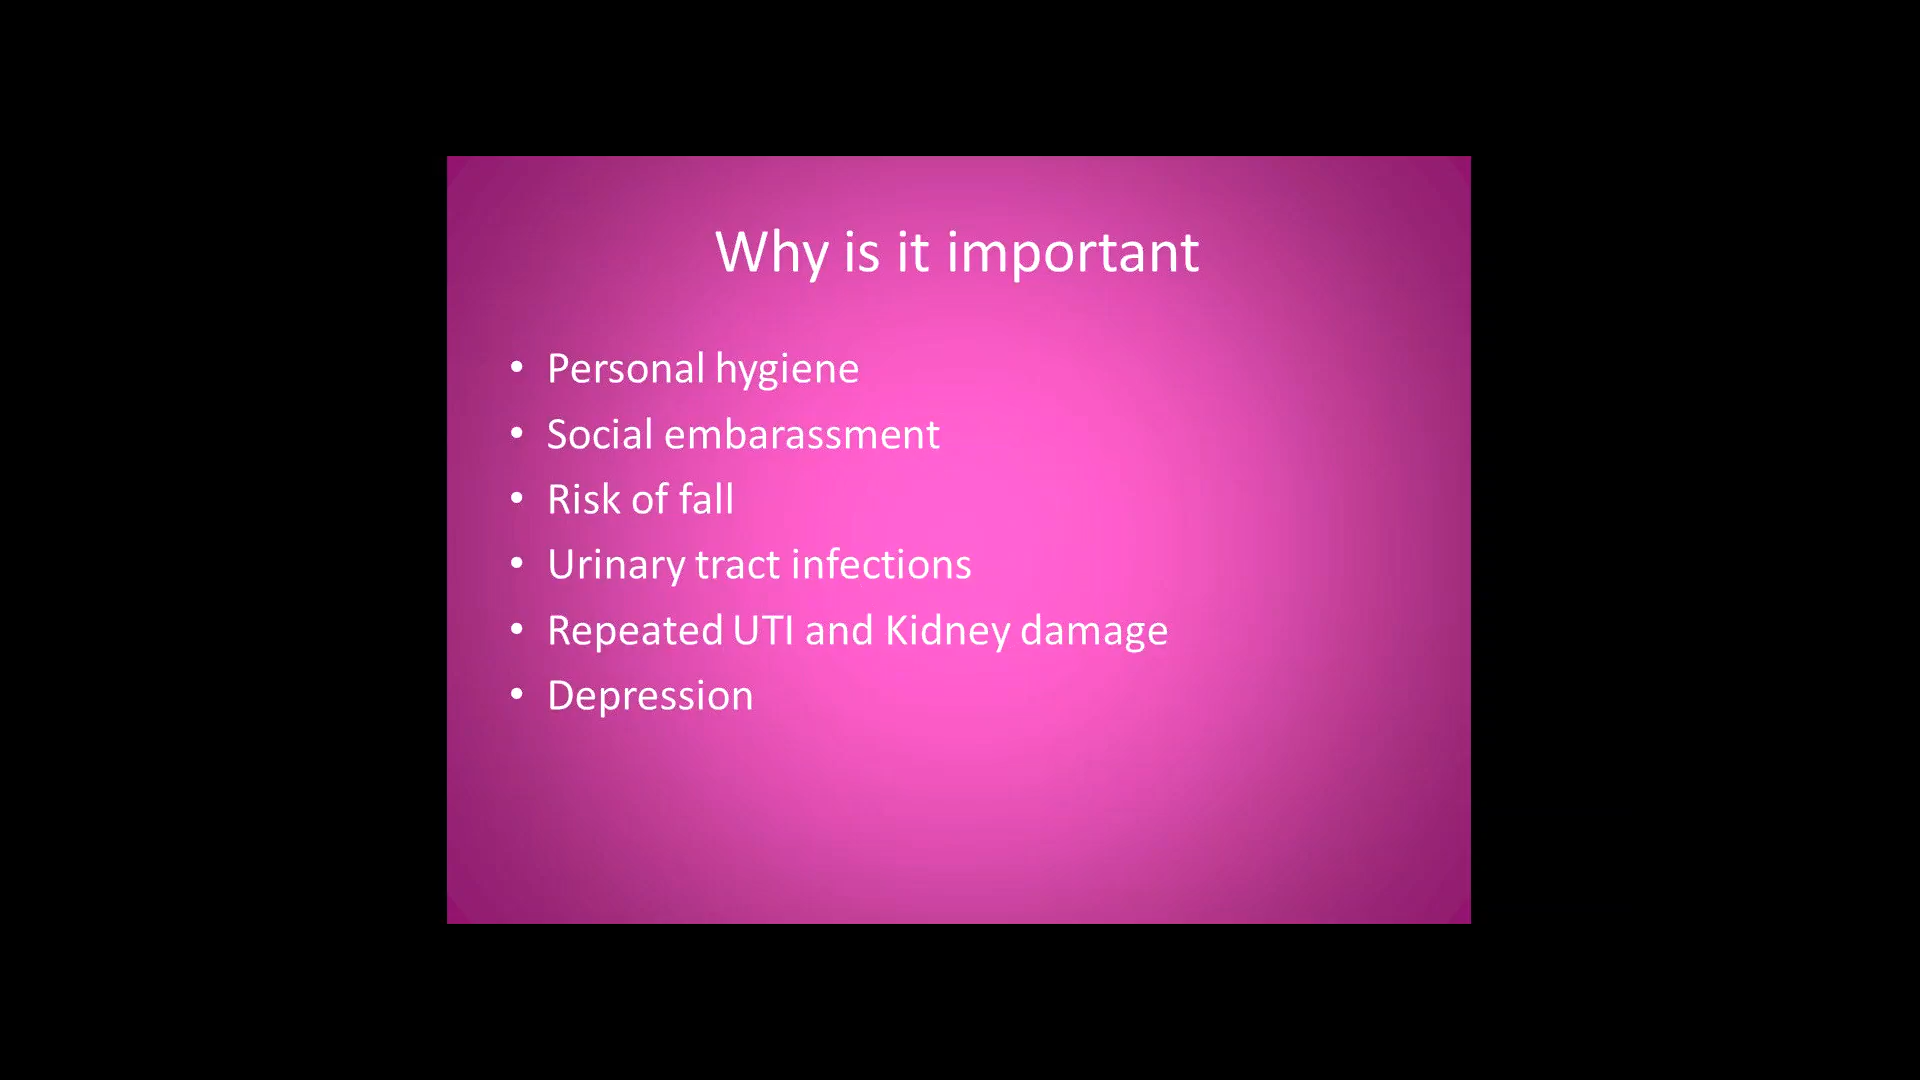 Why is it important
• Personal hygiene
• Social embarassment
• Risk of fall
• Urinary tract infections
• Repeated UTI and Kidney damage
• Depression